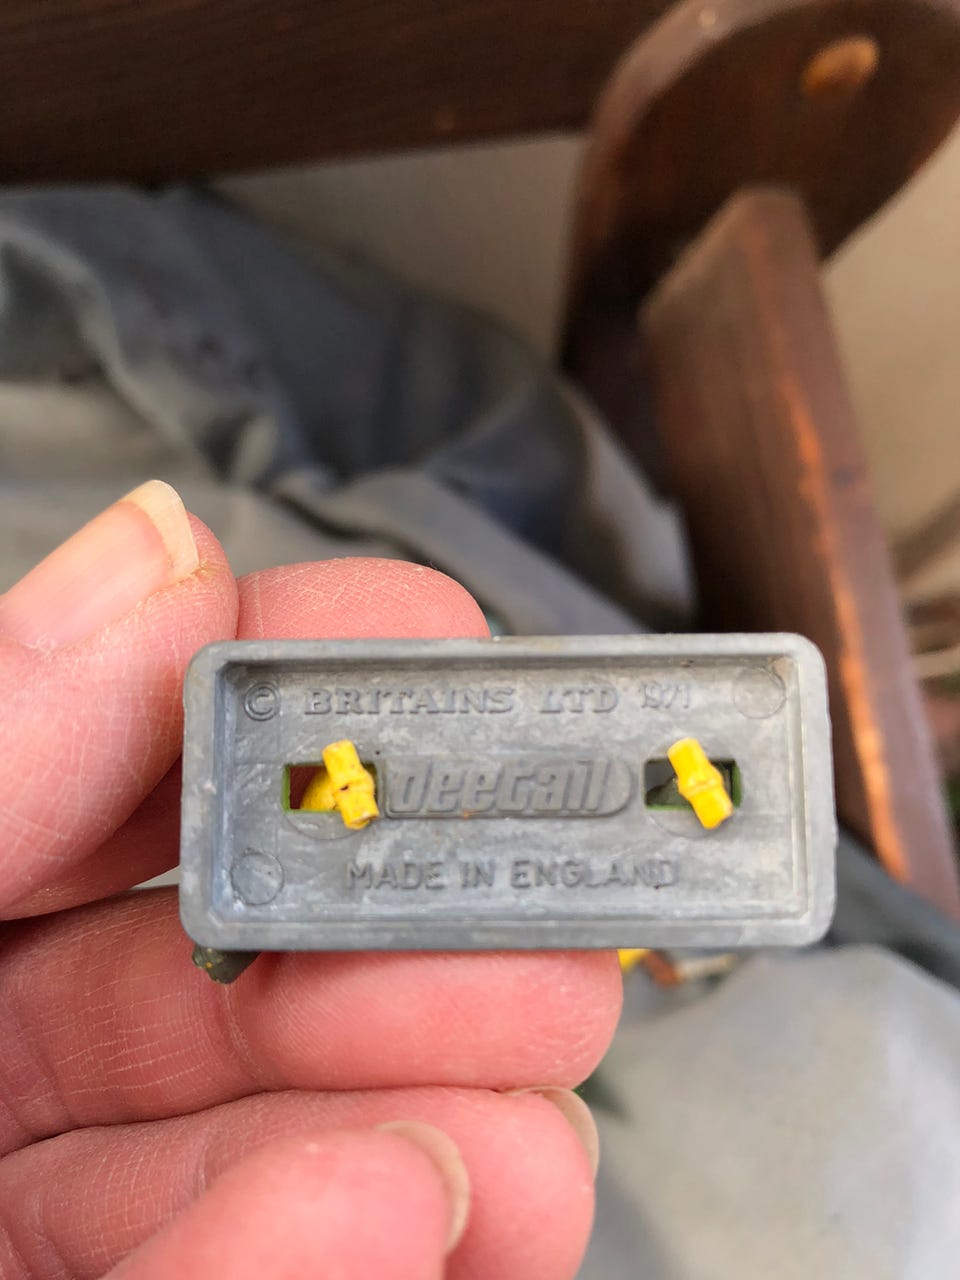 © BRITAINS LTD 1971
deetail
MADE IN ENGLAND